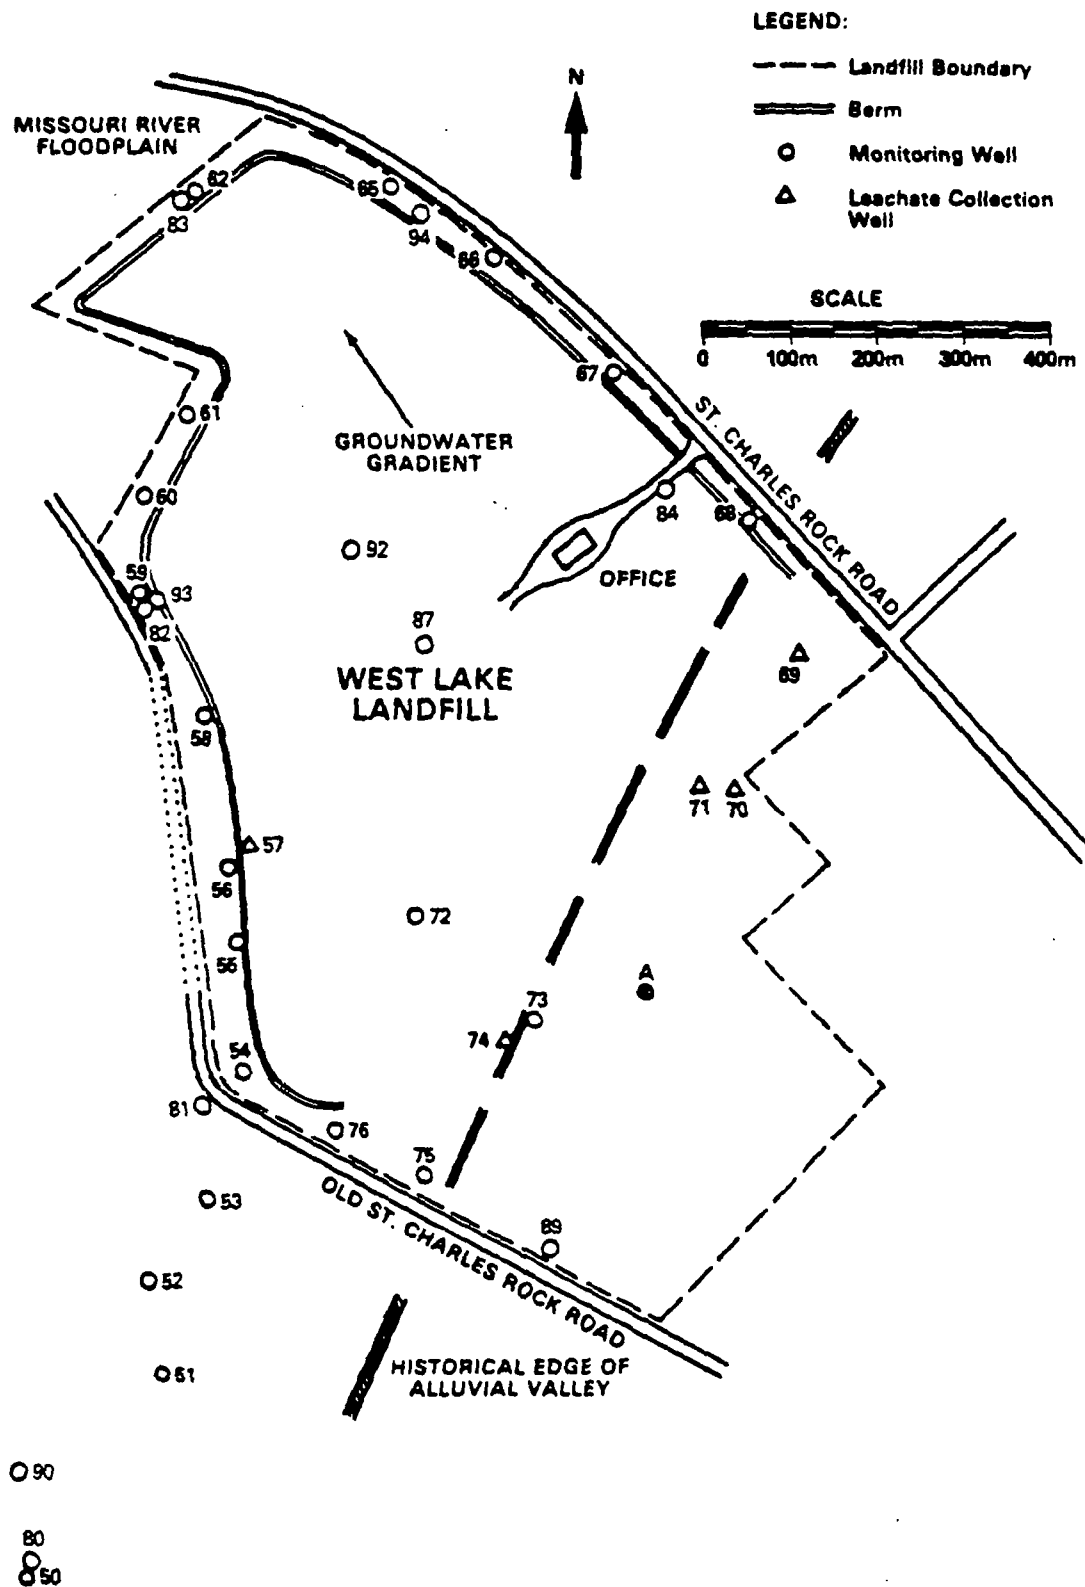 LEGEND:
Landfill Boundary
Berm
Monitoring Well
Leachate Collection
Well
N
MISSOURI RIVER
FLOODPLAIN
SCALE
0 100m 200m 300m 400m
62
83
65
94
66
67
ST. CHARLES ROCK ROAD
61
GROUNDWATER
GRADIENT
60
84
68
92
OFFICE
59
93
82
87
69
WEST LAKE
LANDFILL
58
71 70
57
56
72
55
A
73
74
54
81
76
75
53
OLD ST. CHARLES ROCK ROAD
89
52
51
HISTORICAL EDGE OF
ALLUVIAL VALLEY
90
80
50